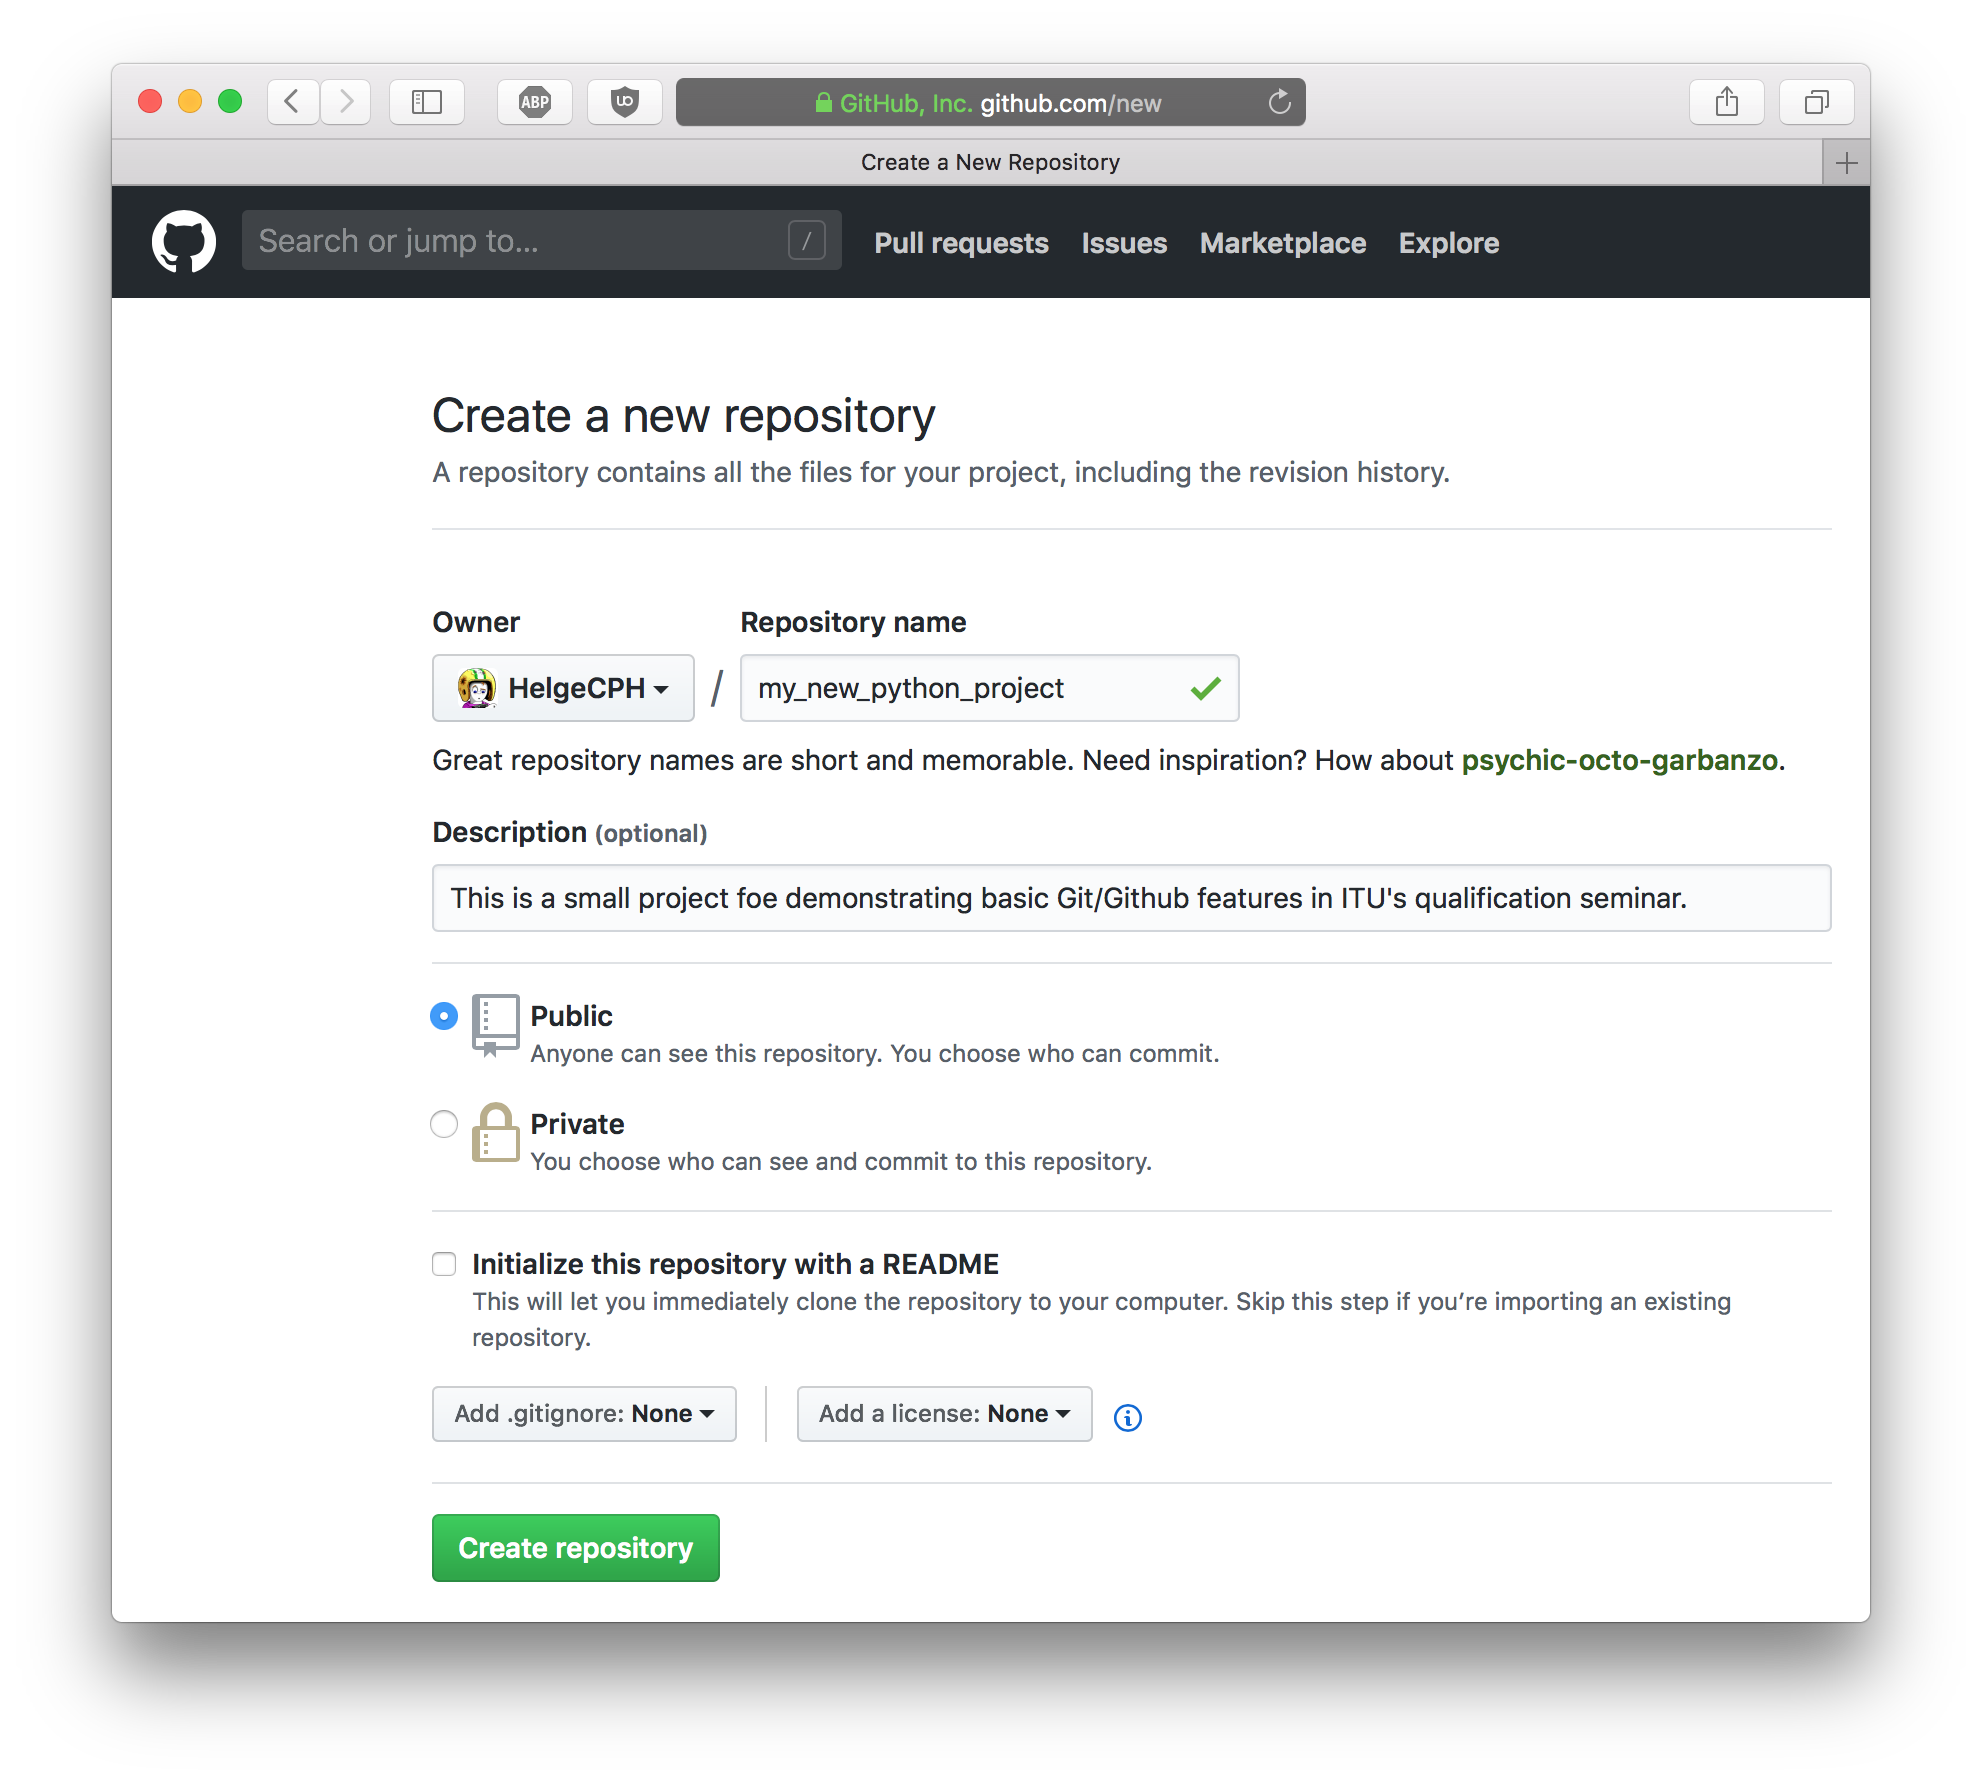 ABP
GitHub, Inc. github.com/new
Create a New Repository
Search or jump to... /
Pull requests Issues Marketplace Explore
Create a new repository
A repository contains all the files for your project, including the revision history.
Owner Repository name
HelgeCPH / my_new_python_project
Great repository names are short and memorable. Need inspiration? How about psychic-octo-garbanzo.
Description (optional)
This is a small project foe demonstrating basic Git/Github features in ITU's qualification seminar.
Public
Anyone can see this repository. You choose who can commit.
Private
You choose who can see and commit to this repository.
Initialize this repository with a README
This will let you immediately clone the repository to your computer. Skip this step if you’re importing an existing
repository.
Add .gitignore: None Add a license: None
Create repository